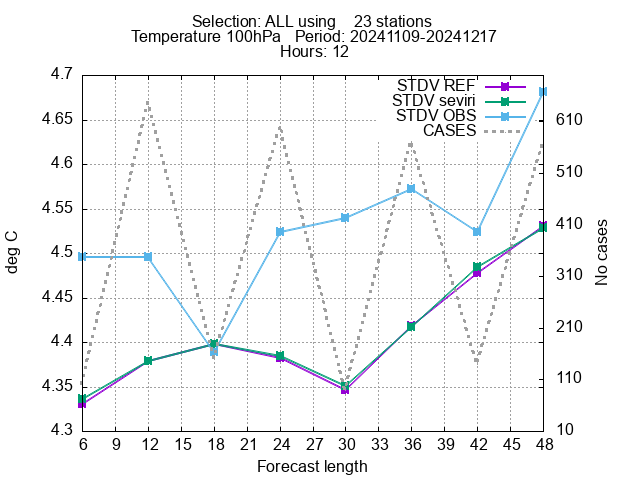 Selection: ALL using    23 stations
Temperature 100hPa   Period: 20241109-20241217
Hours: 12
4.7
4.65
4.6
4.55
4.5
4.45
4.4
4.35
4.3
deg C
STDV REF
STDV seviri
STDV OBS
CASES
610
510
410
310
210
110
10
No cases
6 9 12 15 18 21 24 27 30 33 36 39 42 45 48
Forecast length